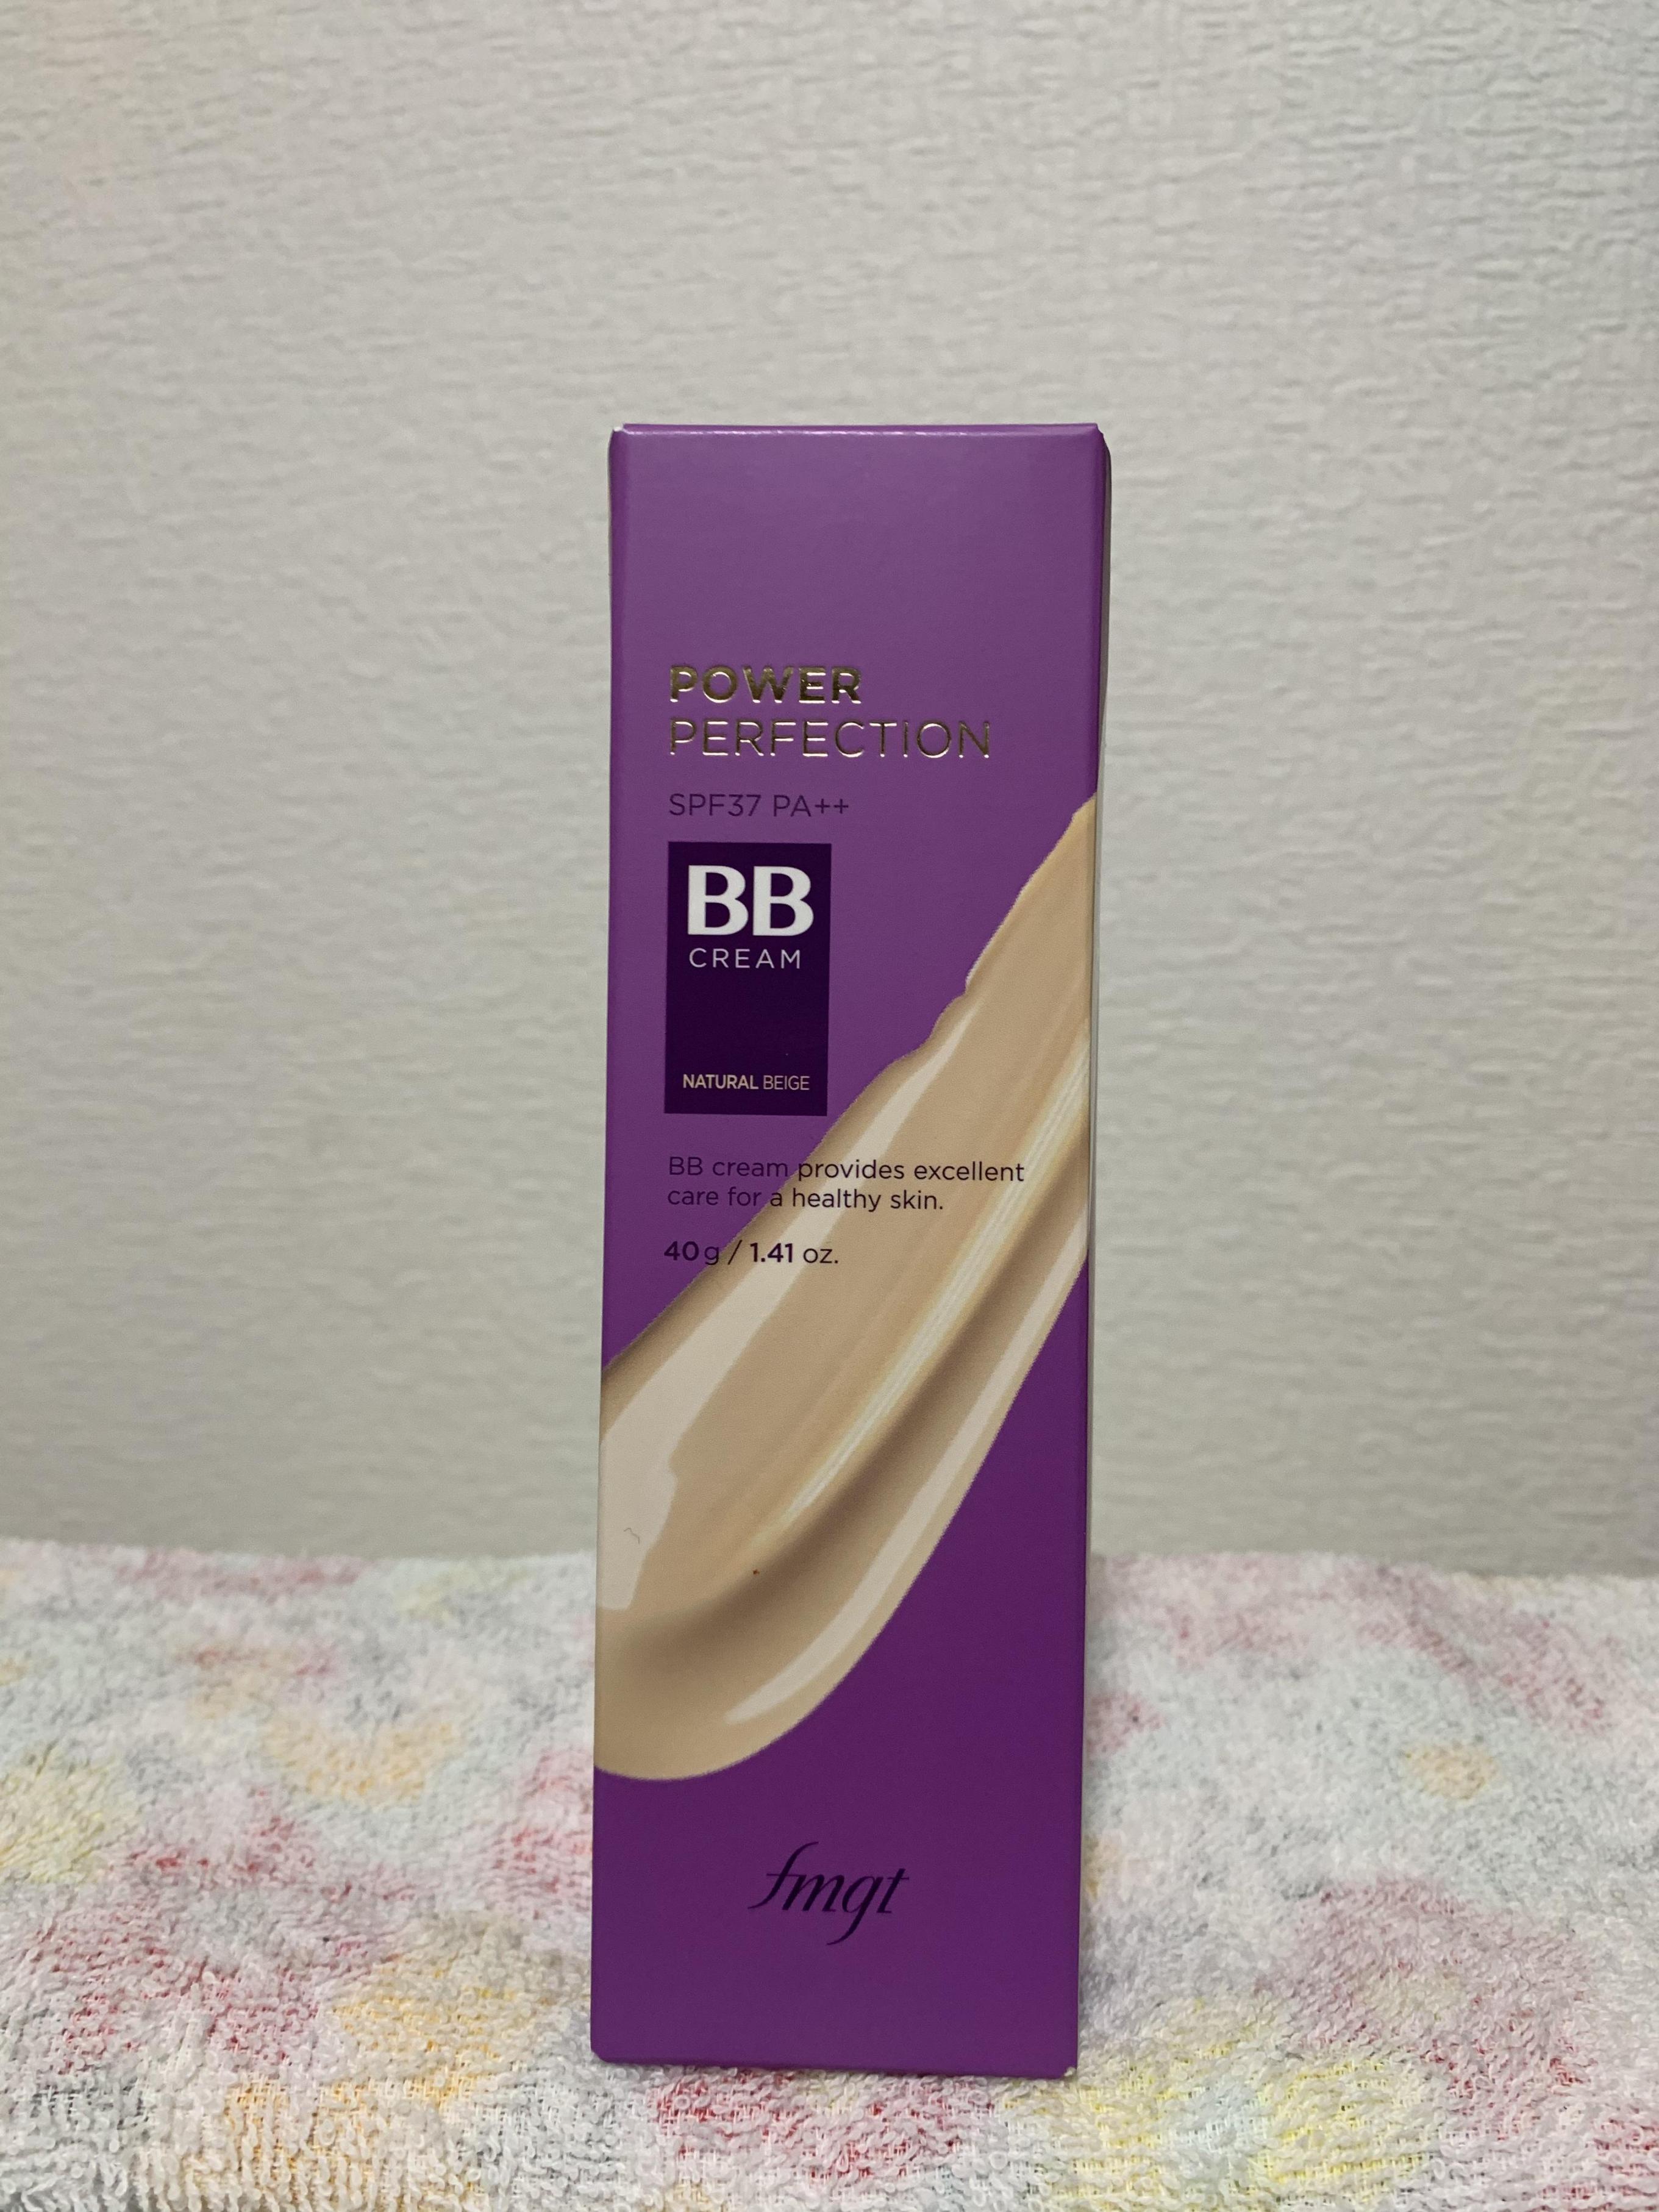 POWER
PERFECTION
SPF37 PA++
BB
CREAM
NATURAL BEIGE
BB cream provides excellent
care for a healthy skin.
40g / 1.41 oz.
fmgt